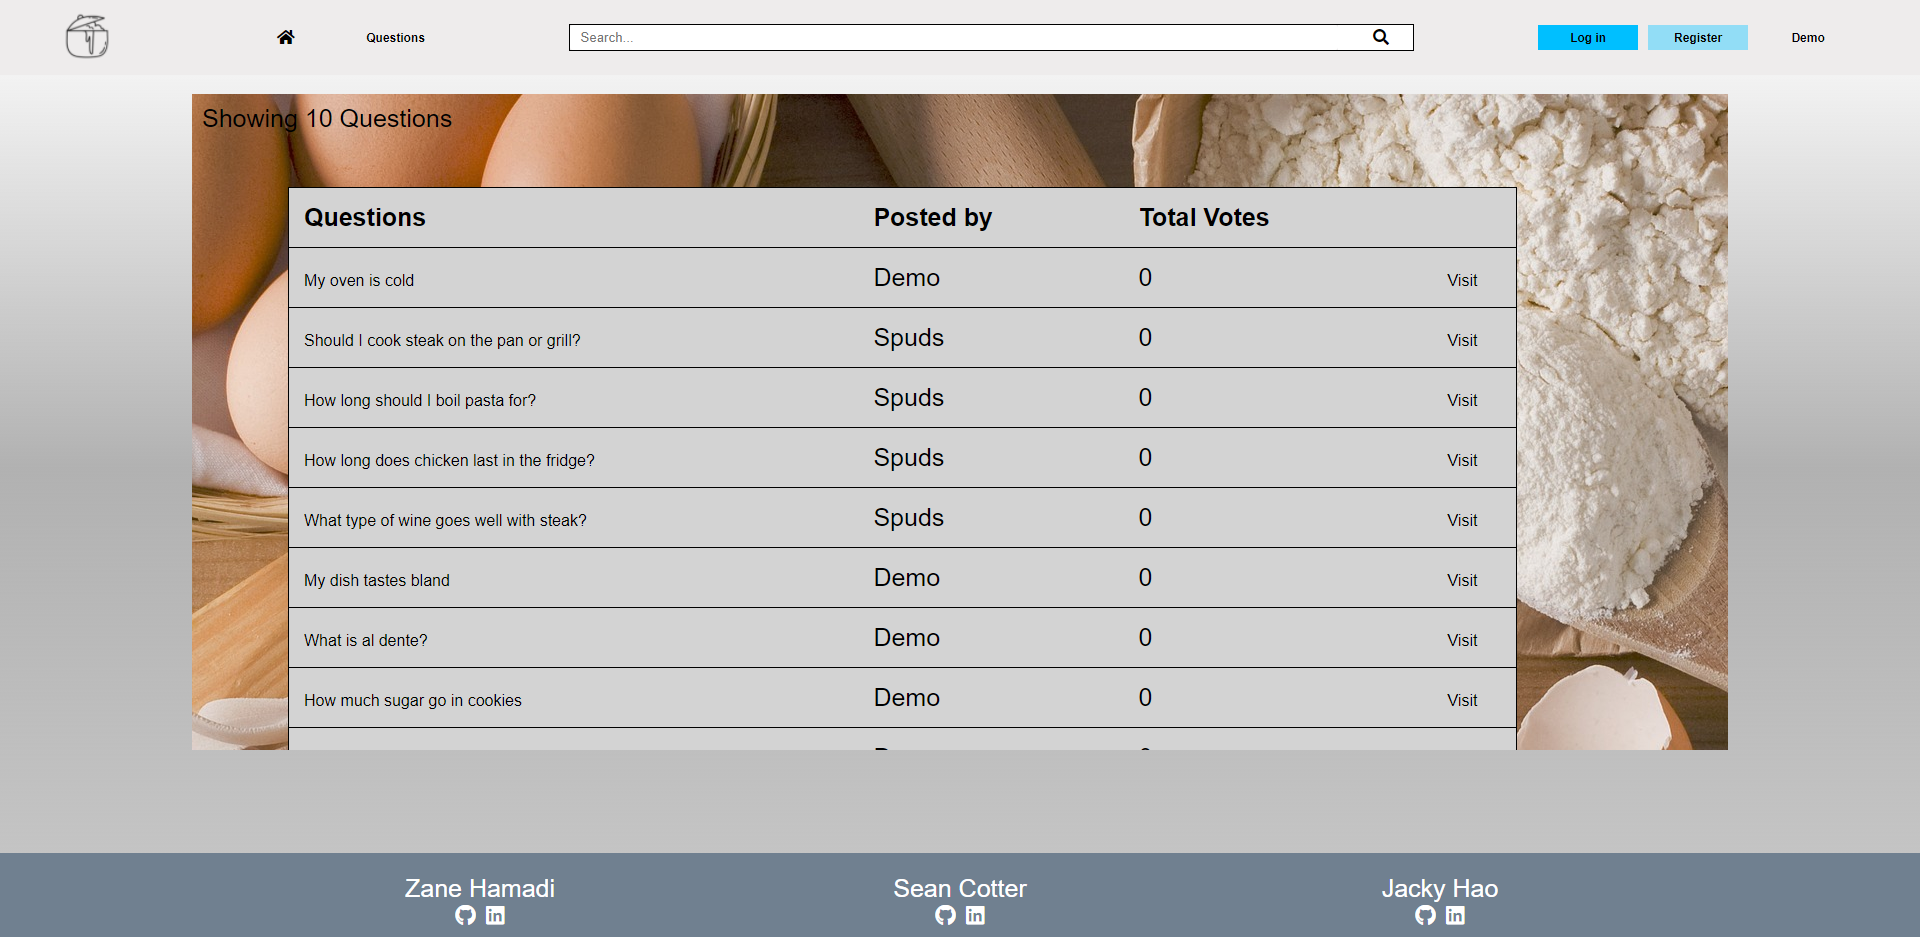 Questions
Search...
Log in
Register
Demo
Showing 10 Questions
Questions Posted by Total Votes
My oven is cold Demo 0 Visit
Should I cook steak on the pan or grill? Spuds 0 Visit
How long should I boil pasta for? Spuds 0 Visit
How long does chicken last in the fridge? Spuds 0 Visit
What type of wine goes well with steak? Spuds 0 Visit
My dish tastes bland Demo 0 Visit
What is al dente? Demo 0 Visit
How much sugar go in cookies Demo 0 Visit
Zane Hamadi Sean Cotter Jacky Hao